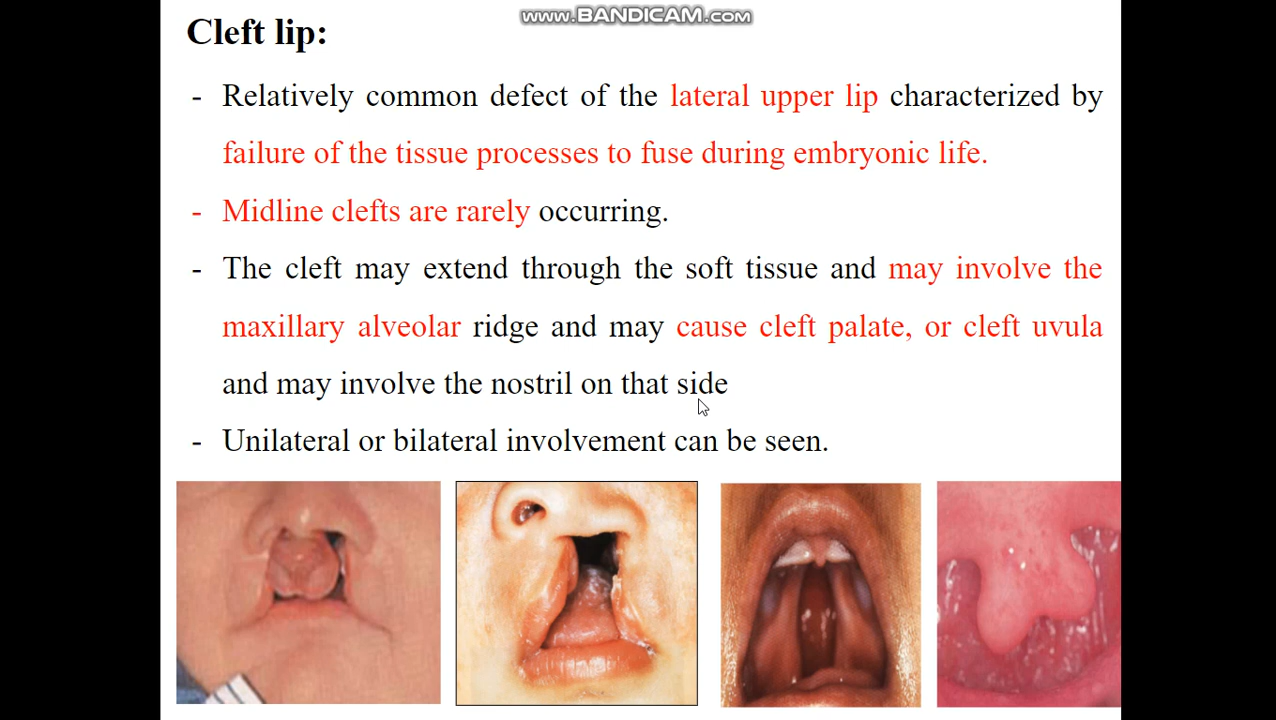 www.BANDICAM.com
Cleft lip:
- Relatively common defect of the lateral upper lip characterized by
failure of the tissue processes to fuse during embryonic life.
- Midline clefts are rarely occurring.
- The cleft may extend through the soft tissue and may involve the
maxillary alveolar ridge and may cause cleft palate, or cleft uvula
and may involve the nostril on that side
- Unilateral or bilateral involvement can be seen.